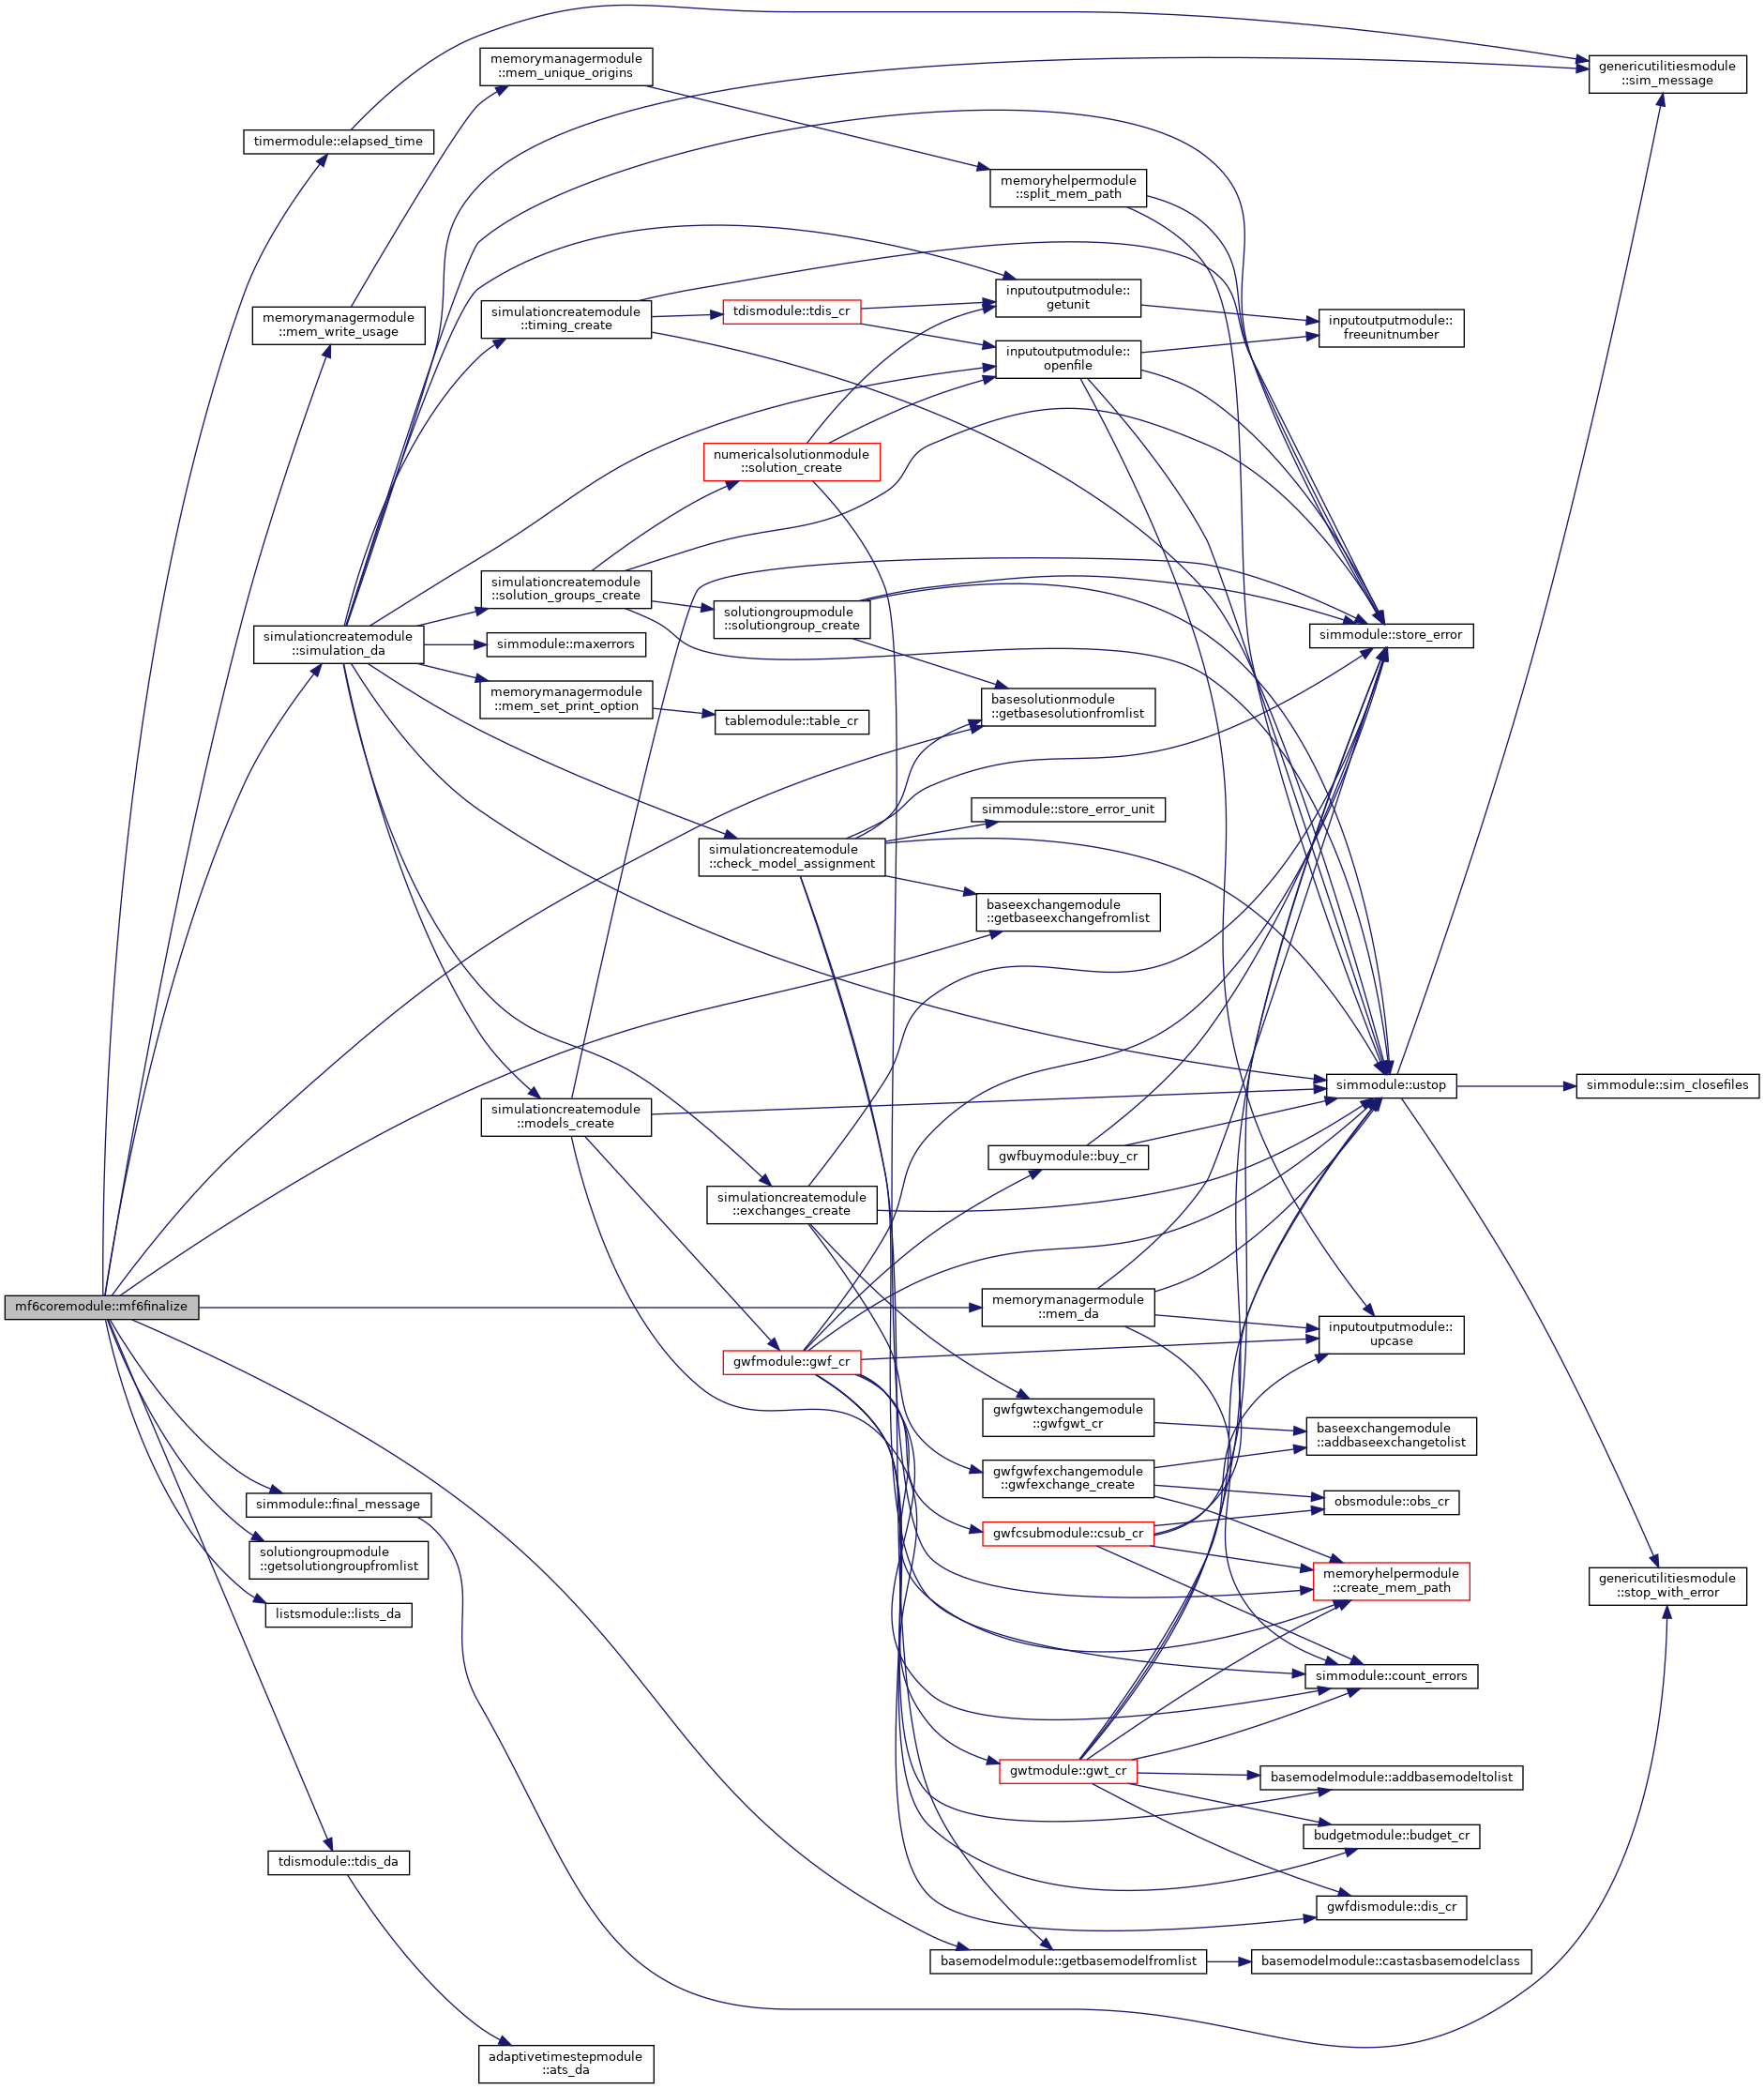 memorymanagermodule
::mem_unique_origins
genericutilitiesmodule
::sim_message
timermodule::elapsed_time
memoryhelpermodule
::split_mem_path
memorymanagermodule
::mem_write_usage
simulationcreatemodule
::timing_create
tdismodule::tdis_cr
inputoutputmodule::
getunit
inputoutputmodule::
freeunitnumber
inputoutputmodule::
openfile
numericalsolutionmodule
::solution_create
simulationcreatemodule
::solution_groups_create
solutiongroupmodule
::solutiongroup_create
simmodule::store_error
simulationcreatemodule
::simulation_da
simmodule::maxerrors
memorymanagermodule
::mem_set_print_option
tablemodule::table_cr
basesolutionmodule
::getbasesolutionfromlist
simmodule::store_error_unit
simulationcreatemodule
::check_model_assignment
baseexchangemodule
::getbaseexchangefromlist
simmodule::ustop
simmodule::sim_closefiles
simulationcreatemodule
::models_create
gwfbuymodule::buy_cr
simulationcreatemodule
::exchanges_create
mf6coremodule::mf6finalize
memorymanagermodule
::mem_da
inputoutputmodule::
upcase
gwfmodule::gwf_cr
gwfgwtexchangemodule
::gwfgwt_cr
baseexchangemodule
::addbaseexchangetolist
gwfgwfexchangemodule
::gwfexchange_create
simmodule::final_message
obsmodule::obs_cr
gwfcsubmodule::csub_cr
solutiongroupmodule
::getsolutiongroupfromlist
memoryhelpermodule
::create_mem_path
genericutilitiesmodule
::stop_with_error
listsmodule::lists_da
simmodule::count_errors
gwtmodule::gwt_cr
basemodelmodule::addbasemodeltolist
budgetmodule::budget_cr
tdismodule::tdis_da
gwfdismodule::dis_cr
basemodelmodule::getbasemodelfromlist
basemodelmodule::castasbasemodelclass
adaptivetimestepmodule
::ats_da